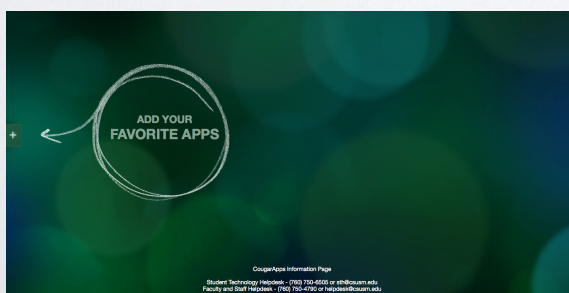 ADD YOUR
FAVORITE APPS
+
CougarApps Information Page
Student Technology Helpdesk - (760) 750-6505 or sth@csusm.edu
Faculty and Staff Helpdesk - (760) 750-4790 or helpdesk@csusm.edu